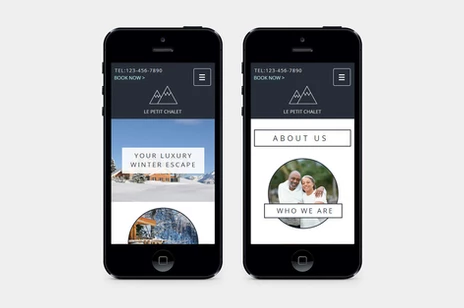 TEL:123-456-7890
BOOK NOW >
LE PETIT CHALET
YOUR LUXURY
WINTER ESCAPE
TEL:123-456-7890
BOOK NOW >
LE PETIT CHALET
ABOUT US
WHO WE ARE